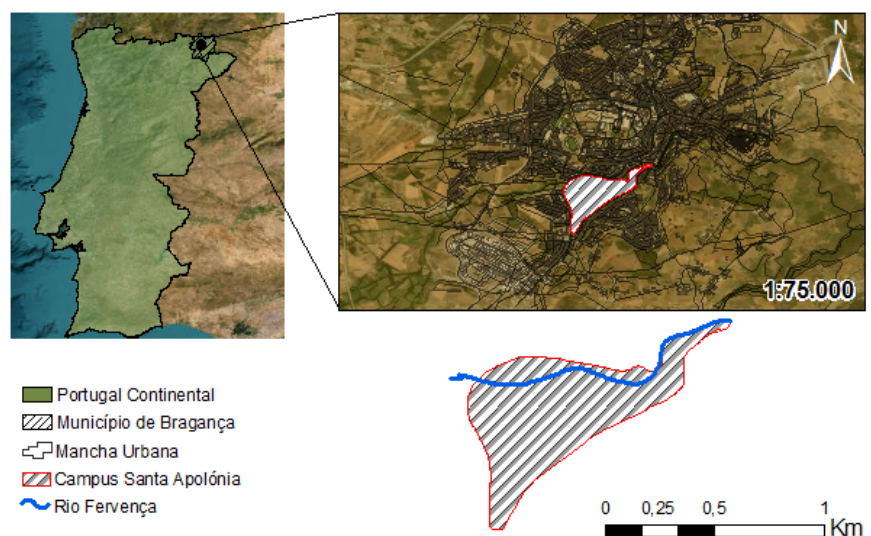 N
1:75.000
Portugal Continental
Município de Bragança
Mancha Urbana
Campus Santa Apolónia
Rio Fervença
0 0,25 0,5 1
Km